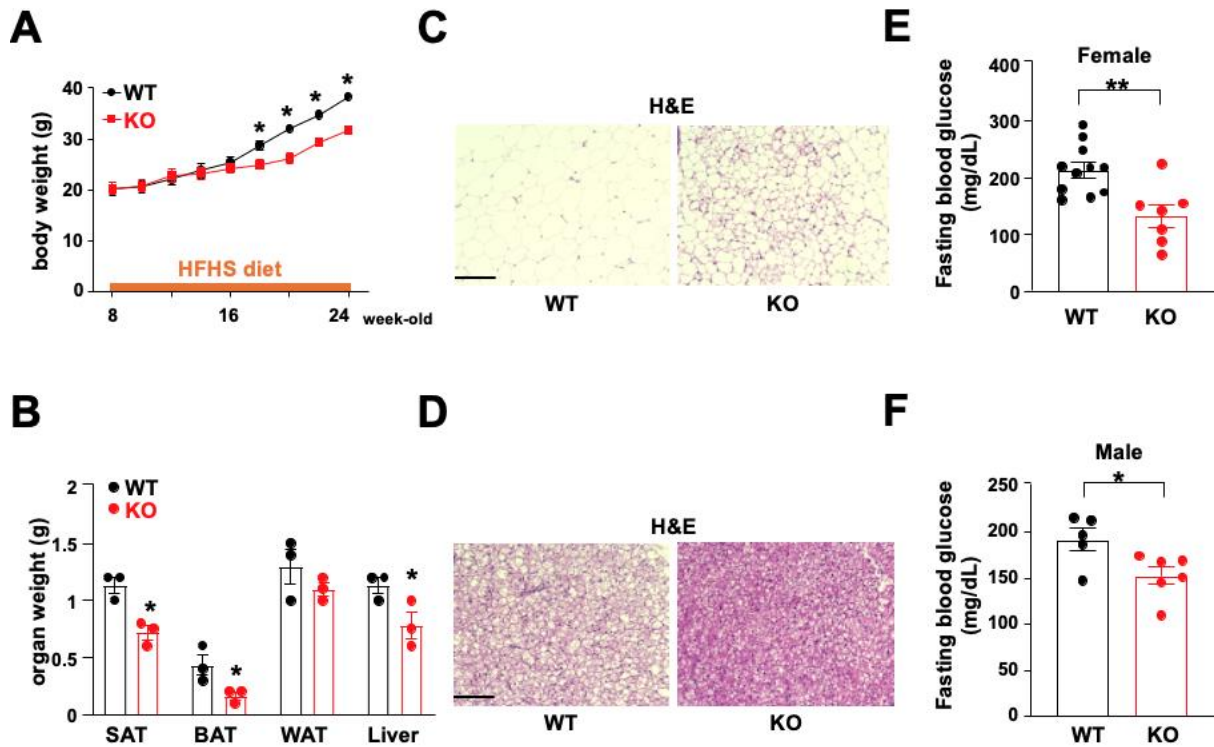 A
body weight (g)
40
30
20
10
0
WT
KO
*
*
*
*
HFHS diet
8
16
24
week-old
B
organ weight (g)
2
1.5
1
0.5
0
WT
KO
*
*
*
SAT
BAT
WAT
Liver
C
H&E
WT
KO
D
H&E
WT
KO
E
Female
Fasting blood glucose
(mg/dL)
400
300
200
100
0
**
WT
KO
F
Male
Fasting blood glucose
(mg/dL)
250
200
150
100
50
0
*
WT
KO